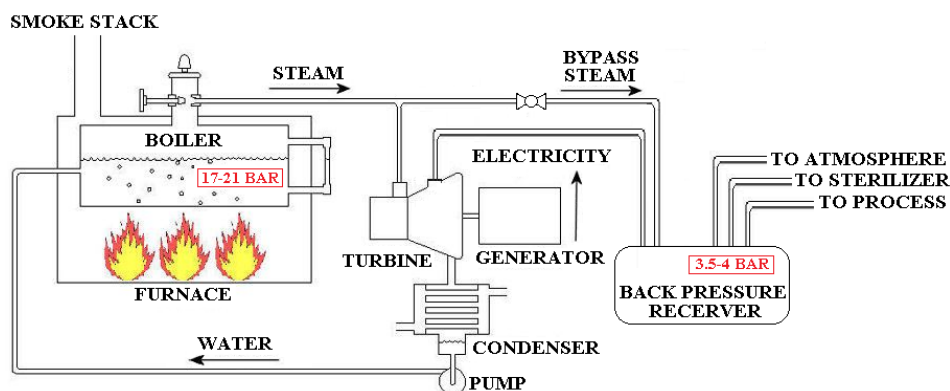 SMOKE STACK
STEAM
BYPASS
STEAM
BOILER
17-21 BAR
ELECTRICITY
TO ATMOSPHERE
TO STERILIZER
TO PROCESS
TURBINE
GENERATOR
3.5-4 BAR
BACK PRESSURE
RECERVER
FURNACE
WATER
CONDENSER
PUMP